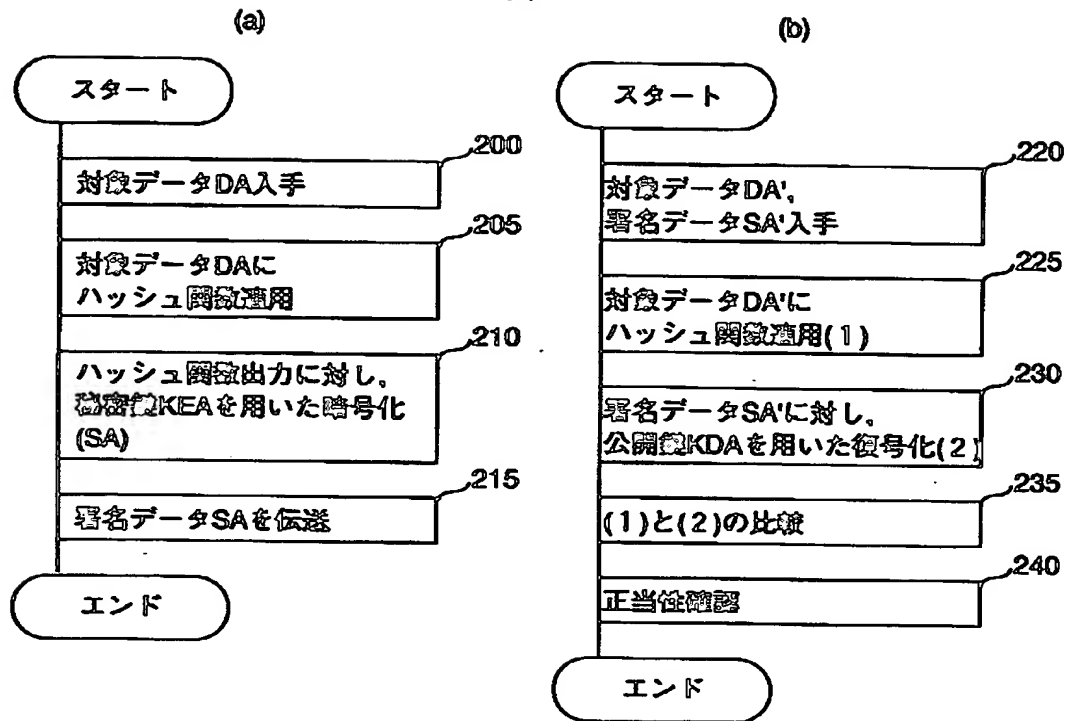 (a)
スタート
200
対象データDA入手
205
対象データDAに
ハッシュ関数適用
210
ハッシュ関数出力に対し、
秘密鍵KEAを用いた暗号化
(SA)
215
署名データSAを伝送
エンド
(b)
スタート
220
対象データDA'、
署名データSA'入手
225
対象データDA'に
ハッシュ関数適用(1)
230
署名データSA'に対し、
公開鍵KDAを用いた復号化(2)
235
(1)と(2)の比較
240
正当性確認
エンド